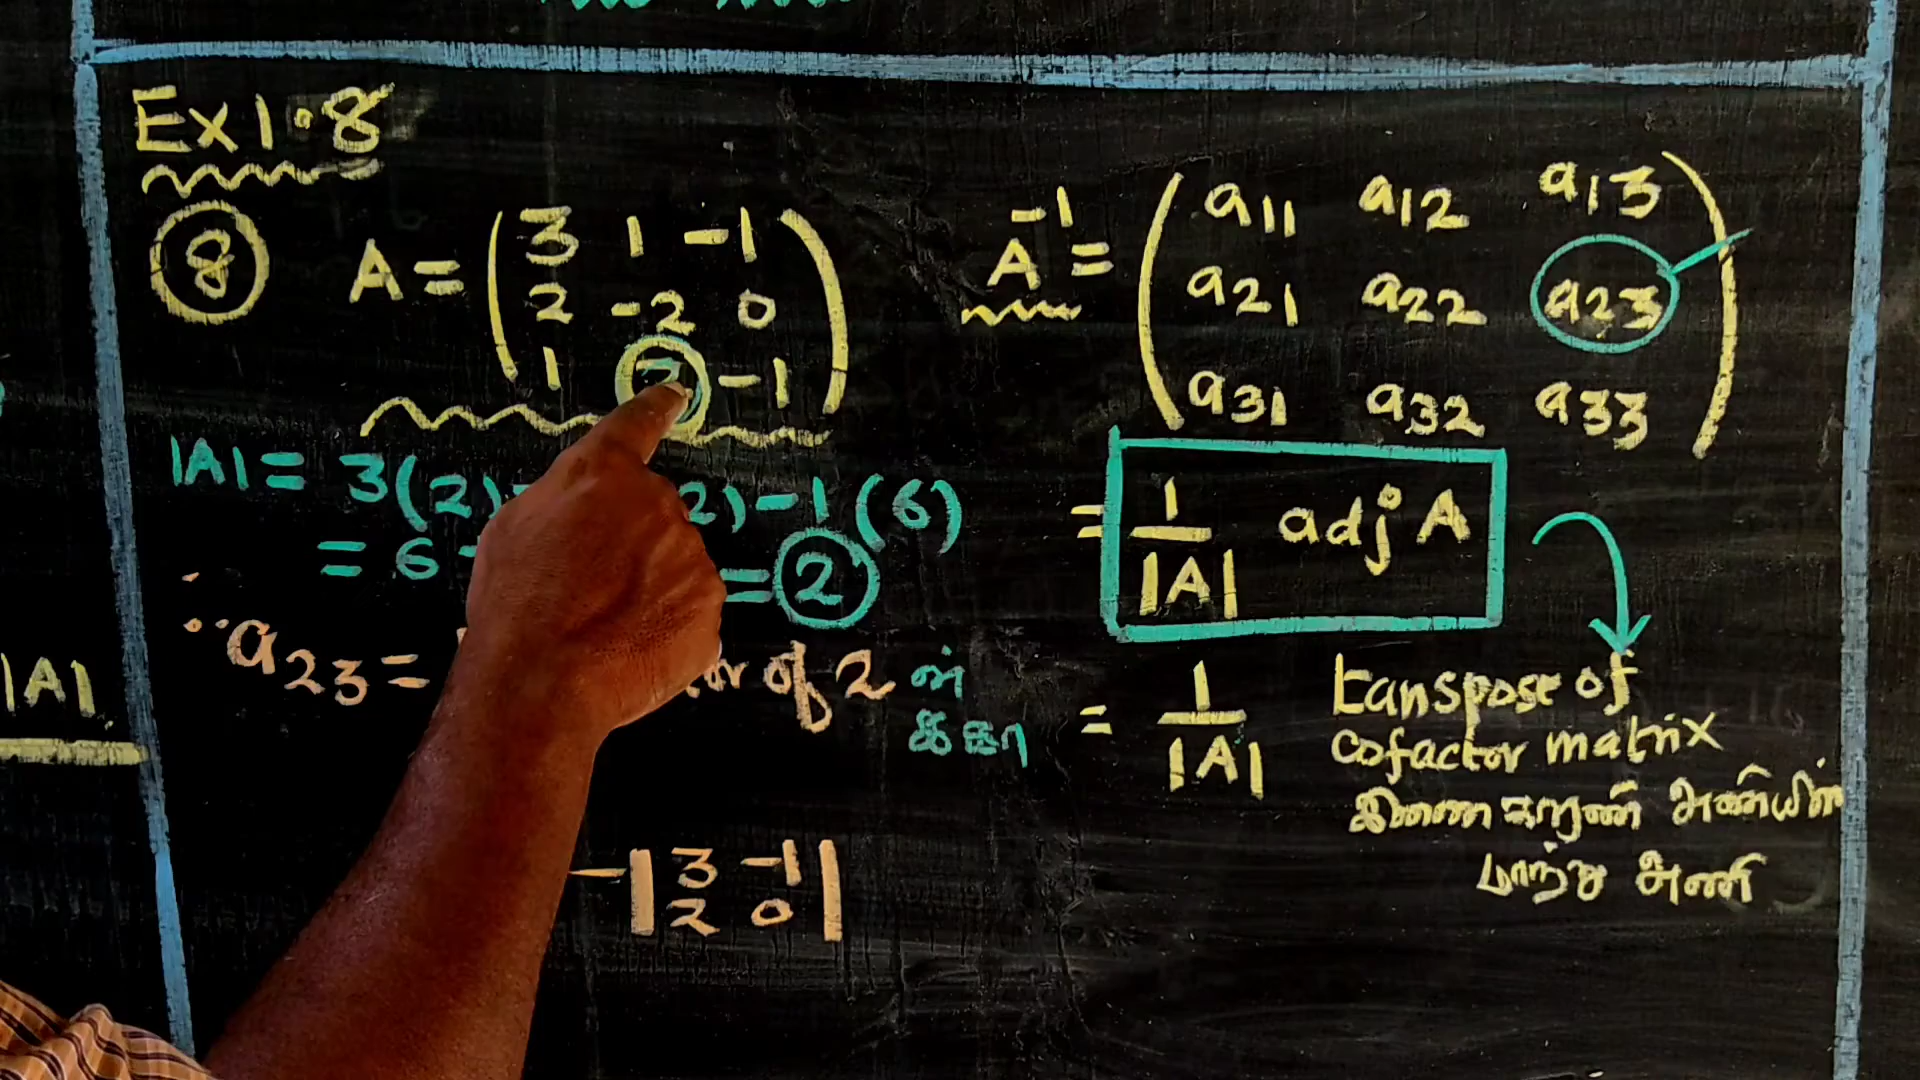 Ex 1.8
8 A = ( 3 1 -1
2 -2 0
1 2 -1 )
|A| = 3(2) 2) - 1 (6)
= 6 = 2
∴ a23 = of 2 ன்
A⁻¹ = ( a11 a12 a13
a21 a22 a23
a31 a32 a33 )
= 1/|A| adj A
= 1/|A| transpose of
cofactor matrix
இணை காரணி அணியின்
மாற்று அணி
- | 3 -1
2 0 |
|A|